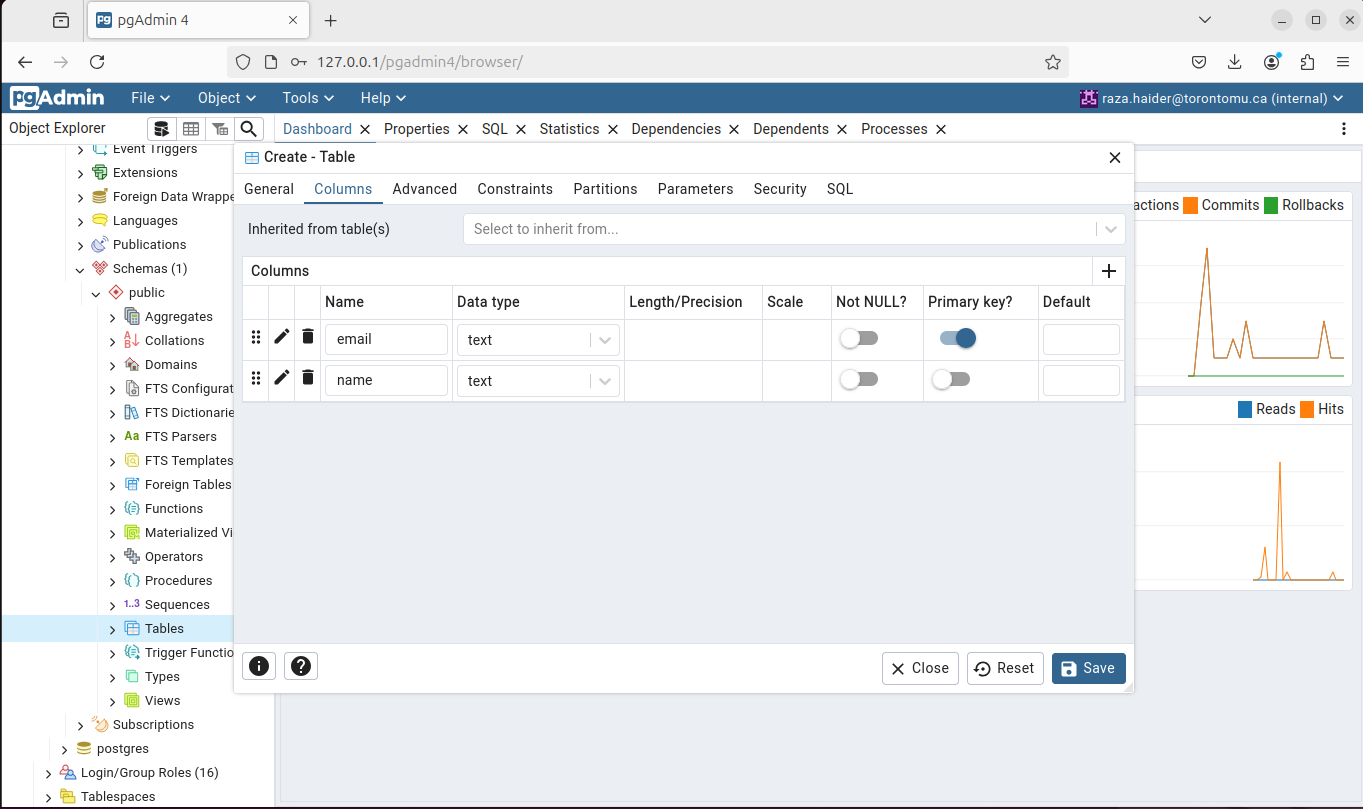 pgAdmin 4
127.0.0.1/pgadmin4/browser/
pgAdmin File Object Tools Help raza.haider@torontomu.ca (internal)
Object Explorer Dashboard Properties SQL Statistics Dependencies Dependents Processes
Event Triggers
Extensions
Foreign Data Wrappe
Languages
Publications
Schemas (1)
public
Aggregates
Collations
Domains
FTS Configurat
FTS Dictionarie
FTS Parsers
FTS Templates
Foreign Tables
Functions
Materialized Vi
Operators
Procedures
1..3 Sequences
Tables
Trigger Functio
Types
Views
Subscriptions
postgres
Login/Group Roles (16)
Tablespaces
Create - Table
General Columns Advanced Constraints Partitions Parameters Security SQL
Inherited from table(s) Select to inherit from...
Columns
Name Data type Length/Precision Scale Not NULL? Primary key? Default
email text
name text
Close Reset Save
actions Commits Rollbacks
Reads Hits